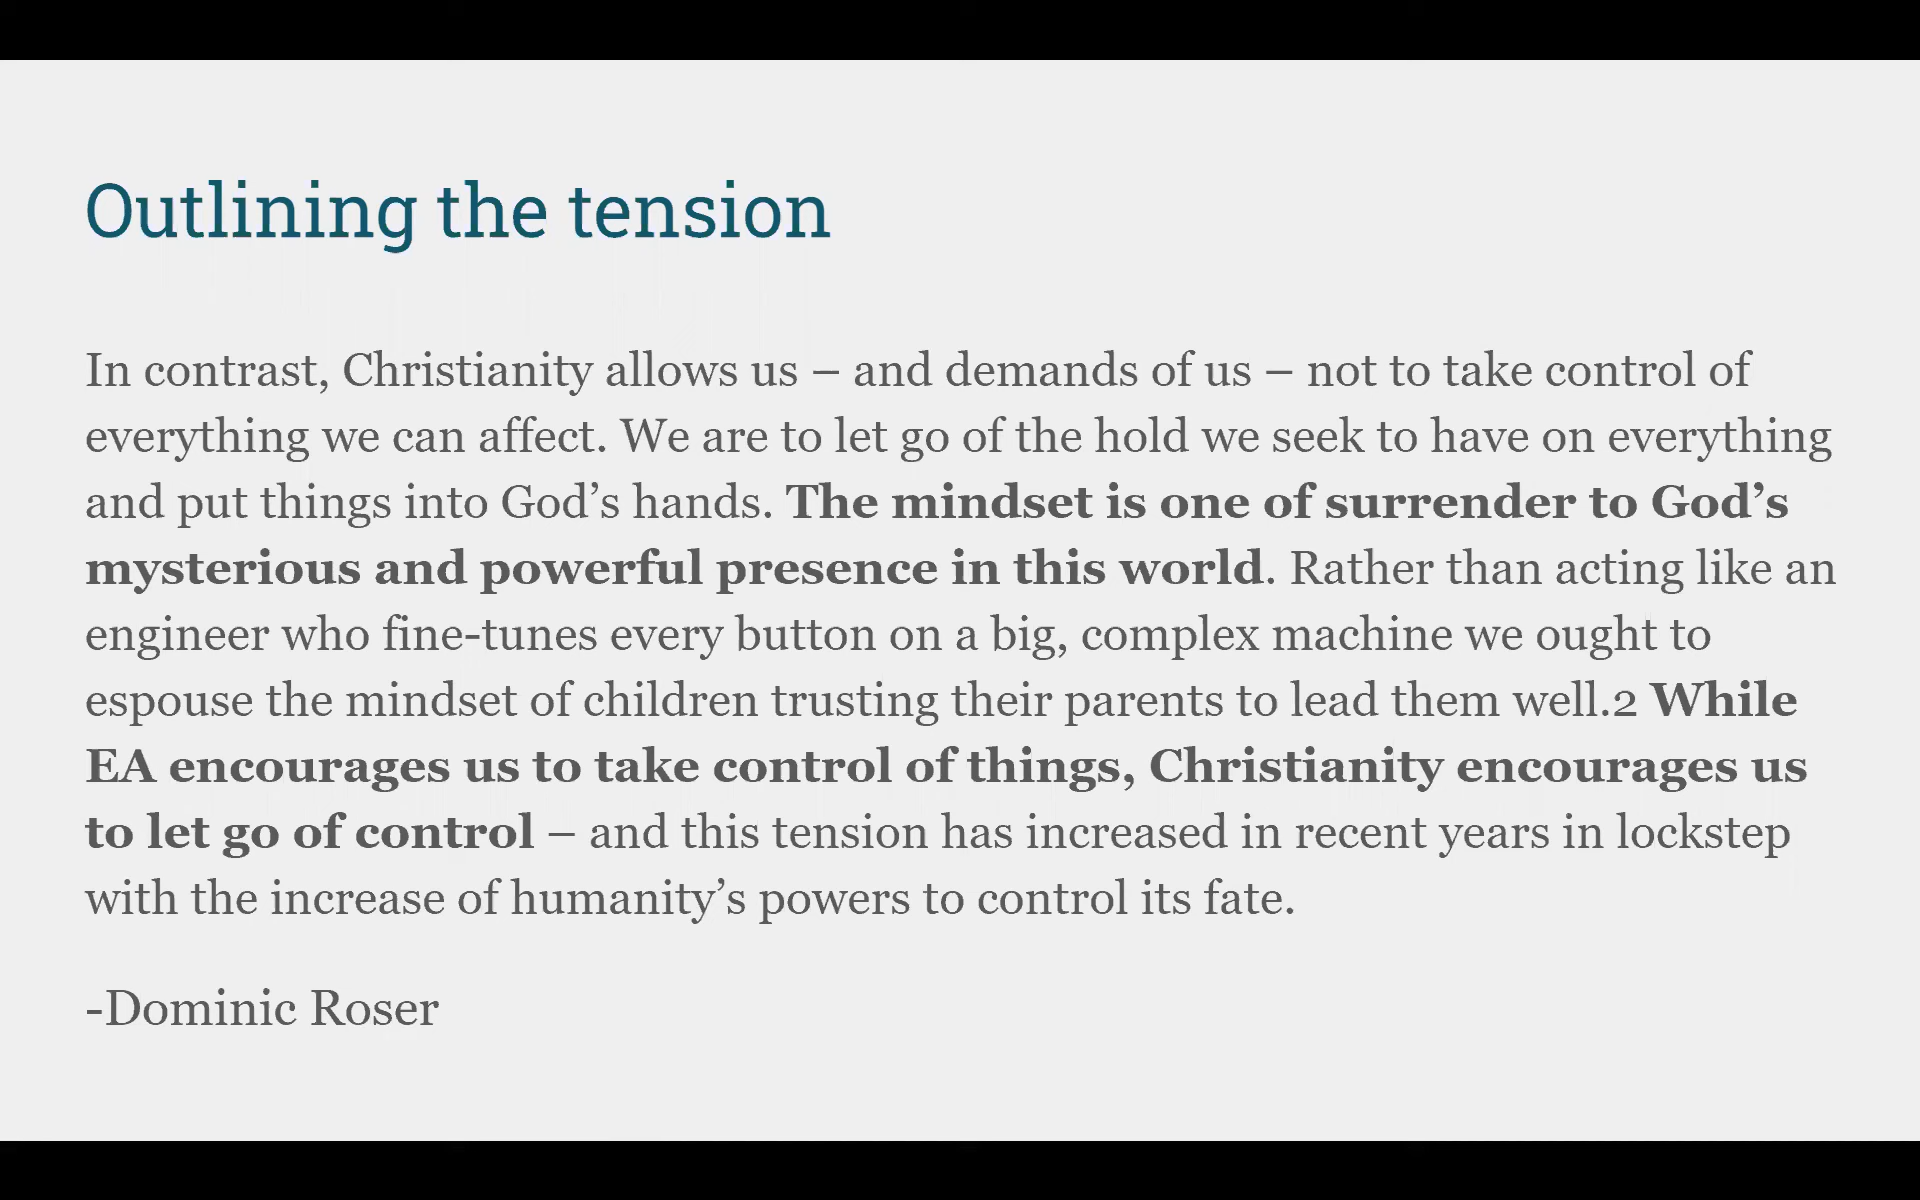 Outlining the tension
In contrast, Christianity allows us – and demands of us – not to take control of
everything we can affect. We are to let go of the hold we seek to have on everything
and put things into God’s hands. The mindset is one of surrender to God’s
mysterious and powerful presence in this world. Rather than acting like an
engineer who fine-tunes every button on a big, complex machine we ought to
espouse the mindset of children trusting their parents to lead them well.2 While
EA encourages us to take control of things, Christianity encourages us
to let go of control – and this tension has increased in recent years in lockstep
with the increase of humanity’s powers to control its fate.
-Dominic Roser